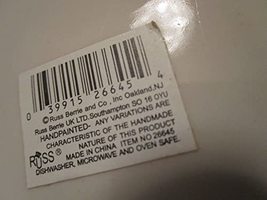 0 39915 26645 4
© Russ Berrie and Co., Inc Oakland, NJ
Russ Berrie UK LTD. Southampton SO 16 0YU
HANDPAINTED- ANY VARIATIONS ARE
CHARACTERISTIC OF THE HANDMADE
NATURE OF THIS PRODUCT
RUSS® MADE IN CHINA ITEM NO 26645
DISHWASHER, MICROWAVE AND OVEN SAFE.